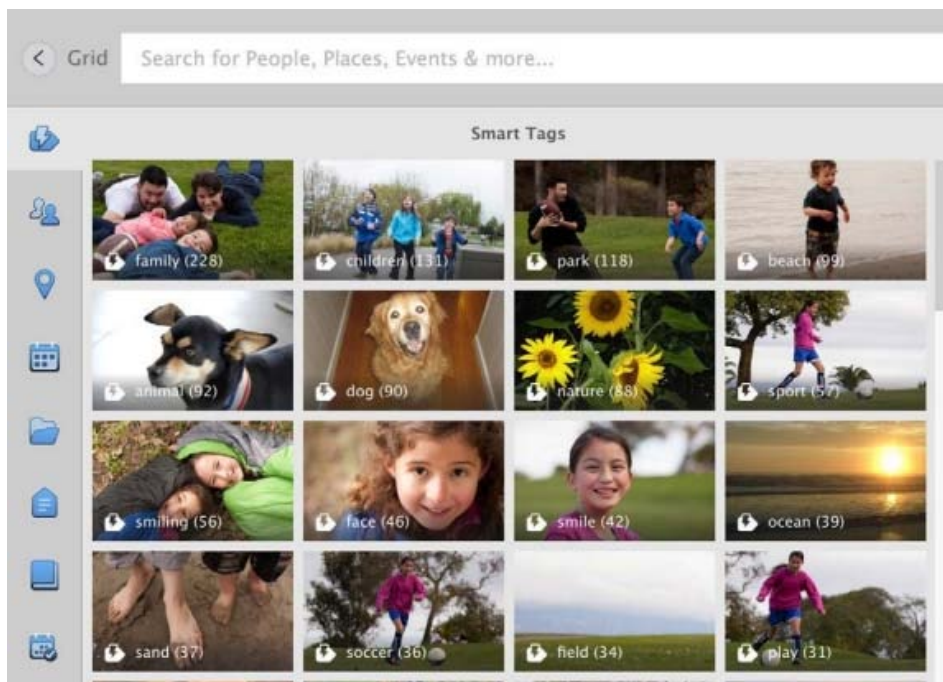 Grid
Search for People, Places, Events & more...
Smart Tags
family (228)
children (131)
park (118)
beach (99)
animal (92)
dog (90)
nature (88)
sport (57)
smiling (56)
face (46)
smile (42)
ocean (39)
sand (37)
soccer (36)
field (34)
play (31)